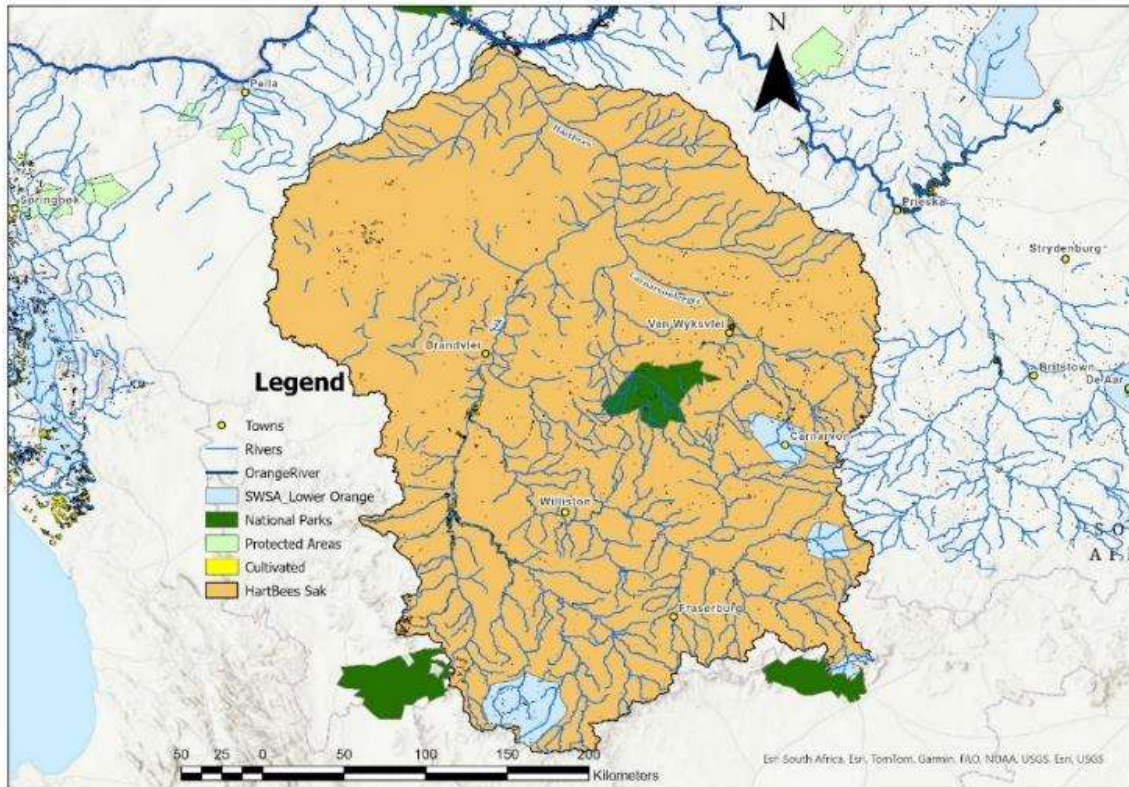 N
Pella
Hartbees
Springbok
Prieska
Strydenburg
Carnarvonleegte
Van Wyksvlei
Brandvlei
Britstown
De Aar
Legend
Towns
Rivers
OrangeRiver
SWSA_Lower Orange
National Parks
Protected Areas
Cultivated
HartBees Sak
Carnarvon
Williston
S O
A F
Fraserburg
50 25 0 50 100 150 200
Kilometers
Esri South Africa, Esri, TomTom, Garmin, FAO, NOAA, USGS, Esri, USGS